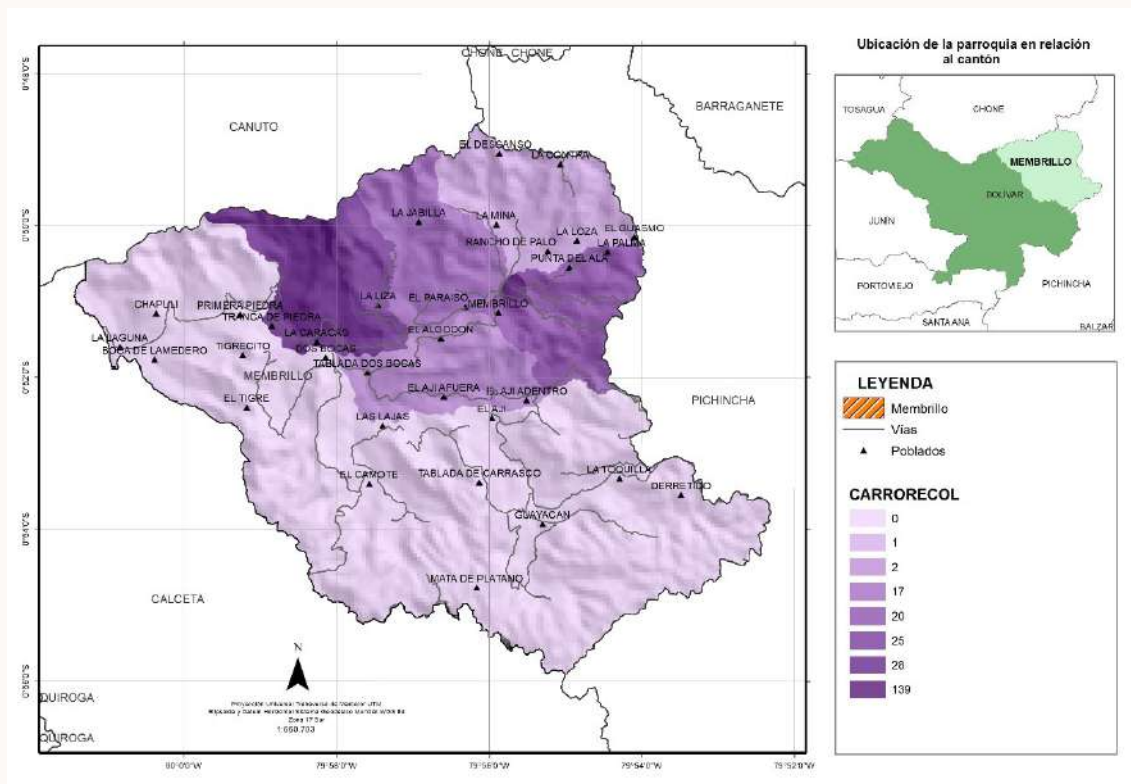 CHONE CHONE
BARRAGANETE
CANUTO
EL DESCANSO
LA JABILLA
LA MINA
EL GUASMO
LA LOZA
RANCHO DE PALO
LA PALMA
PUNTA DEL ALA
LA LIZA
EL PARAISO
MEMBRILLO
CHAPULI
PRIMERA PIEDRA
TRANCA DE PIEDRA
LA CARACAS
EL ALGODON
LA LAGUNA
BOCA DE LAMEDERO
TIGRECITO
DOS BOCAS
TABLADA DOS BOCAS
MEMBRILLO
EL TIGRE
EL AJI AFUERA
EL AJI ADENTRO
PICHINCHA
LAS LAJAS
EL AJI
EL CAMOTE
TABLADA DE CARRASCO
LA TOQUILLA
DERRETIDO
GUAYACAN
MATA DE PLATANO
CALCETA
N
QUIROGA
QUIROGA
Zona 17 Sur
1:660.703
80°0'0"W
79°58'0"W
79°56'0"W
79°54'0"W
79°52'0"W
Ubicación de la parroquia en relación
al cantón
TOSAGUA
CHONE
MEMBRILLO
BOLÍVAR
JUNÍN
PORTOVIEJO
PICHINCHA
SANTA ANA
BALZAR
LEYENDA
Membrillo
Vías
Poblados
CARRORECOL
0
1
2
17
20
25
28
139